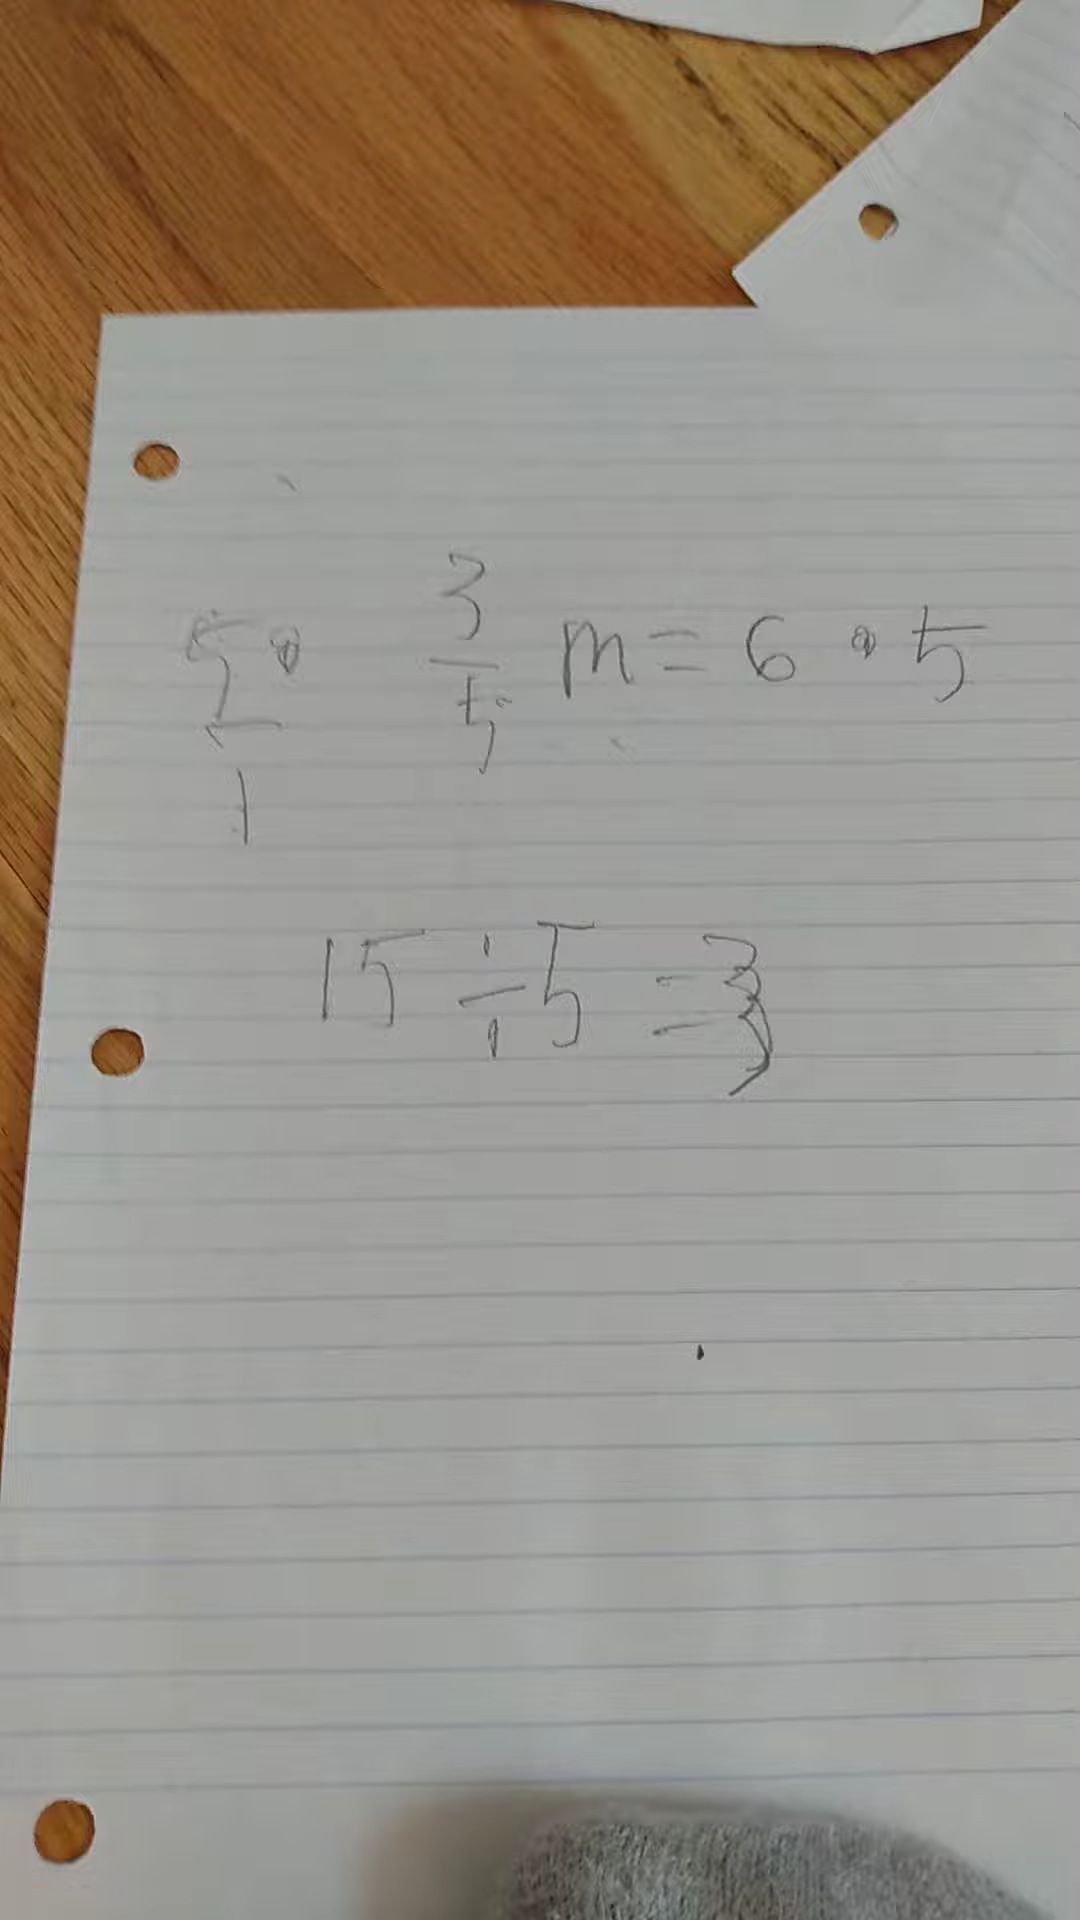 5/1 • 3/5 m = 6 • 5
15 ÷ 5 = 3